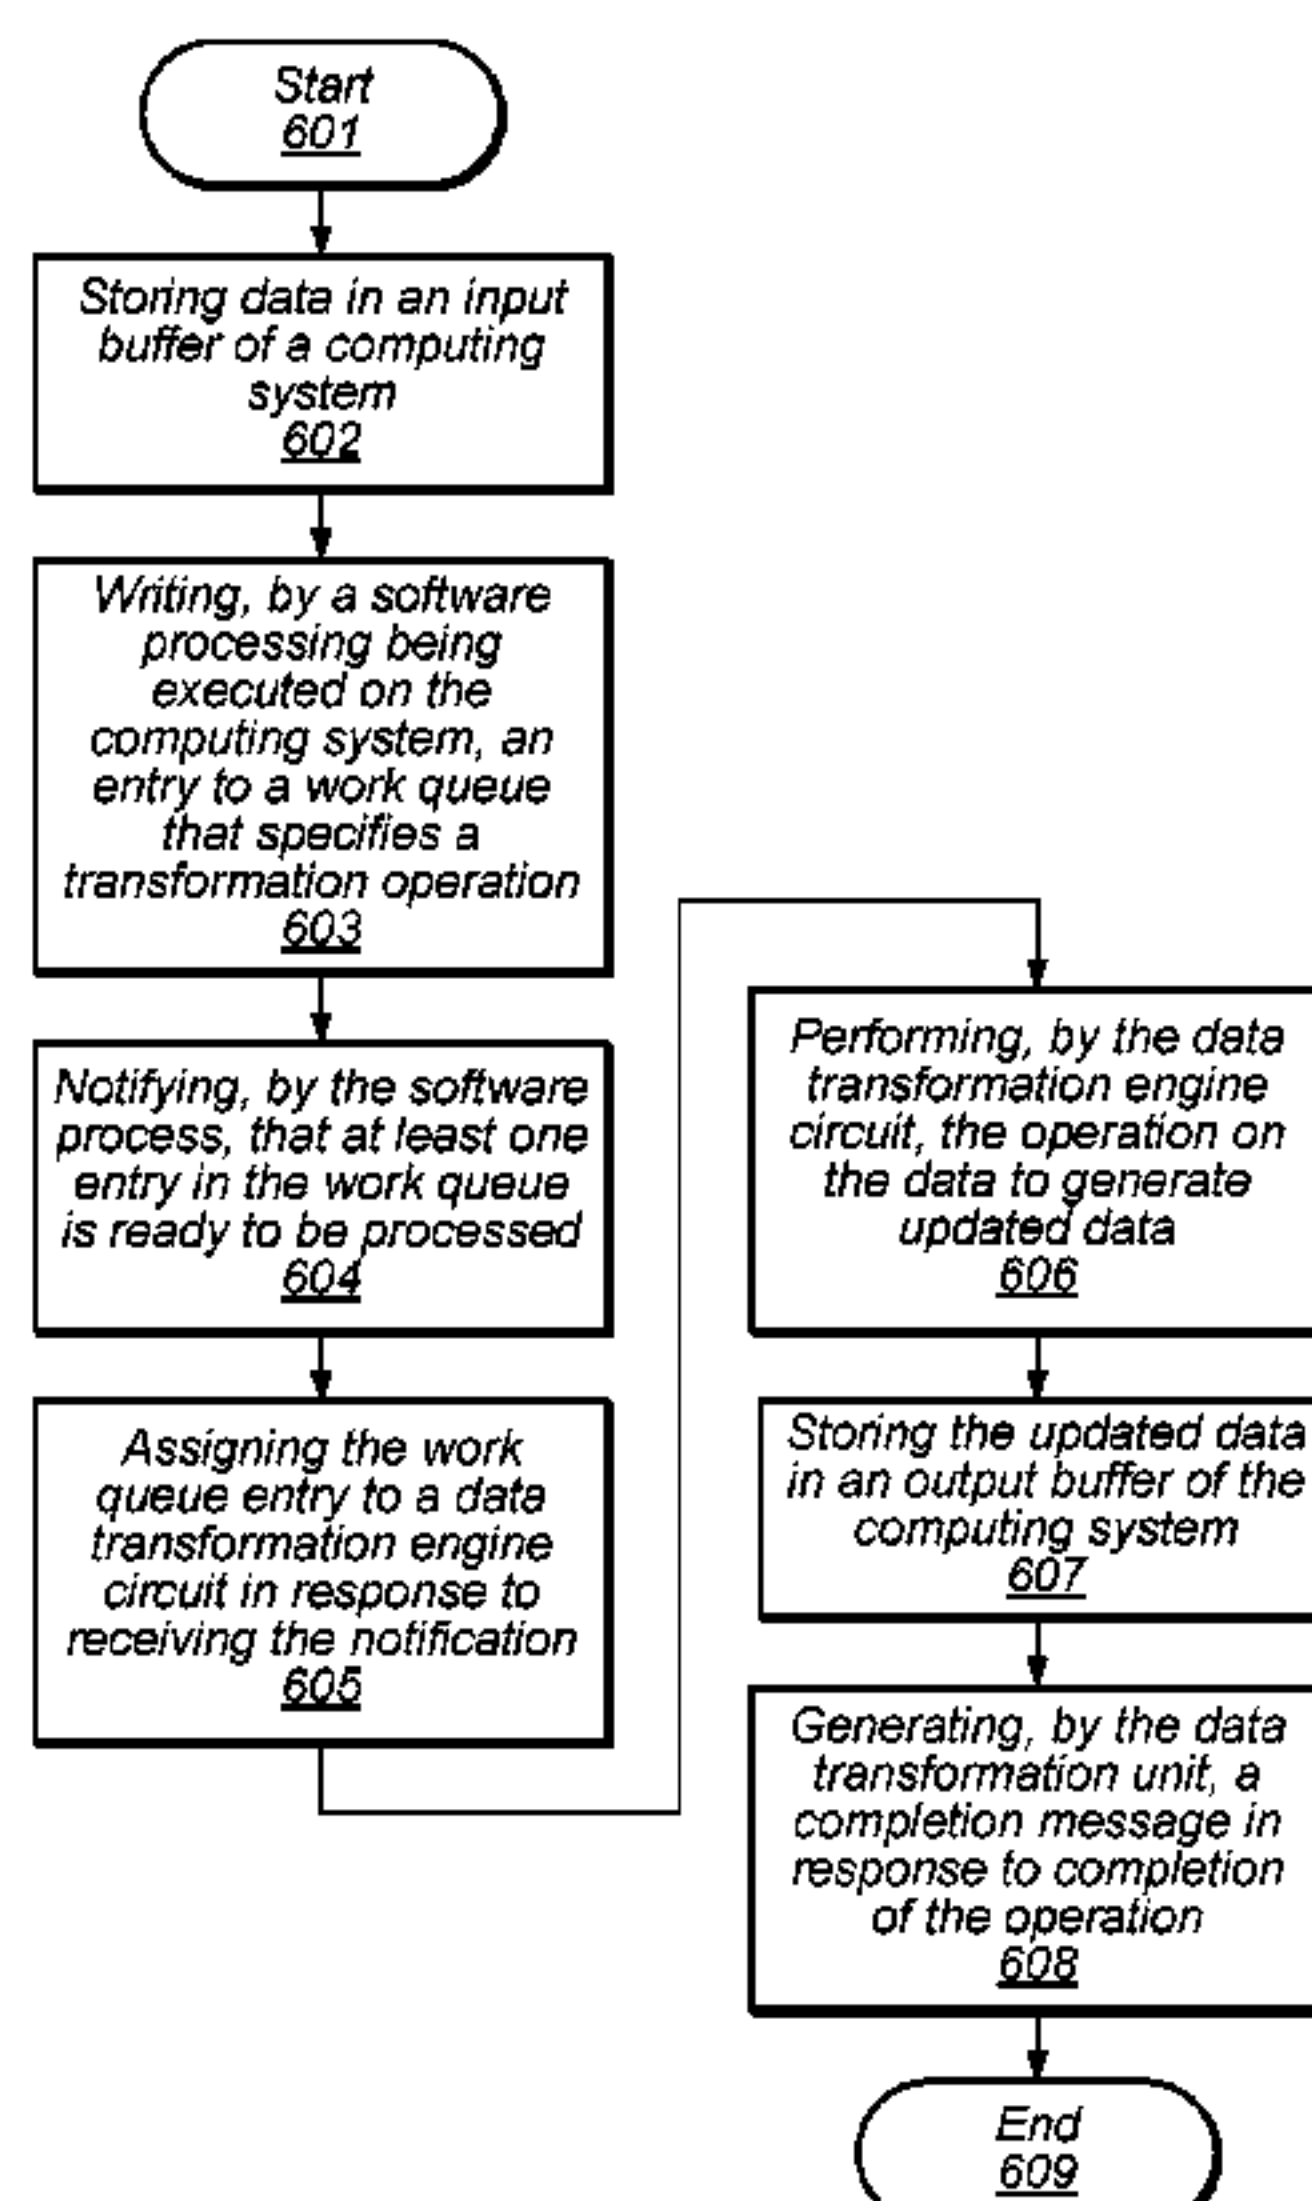 Start
601
Storing data in an input
buffer of a computing
system
602
Writing, by a software
processing being
executed on the
computing system, an
entry to a work queue
that specifies a
transformation operation
603
Notifying, by the software
process, that at least one
entry in the work queue
is ready to be processed
604
Assigning the work
queue entry to a data
transformation engine
circuit in response to
receiving the notification
605
Performing, by the data
transformation engine
circuit, the operation on
the data to generate
updated data
606
Storing the updated data
in an output buffer of the
computing system
607
Generating, by the data
transformation unit, a
completion message in
response to completion
of the operation
608
End
609